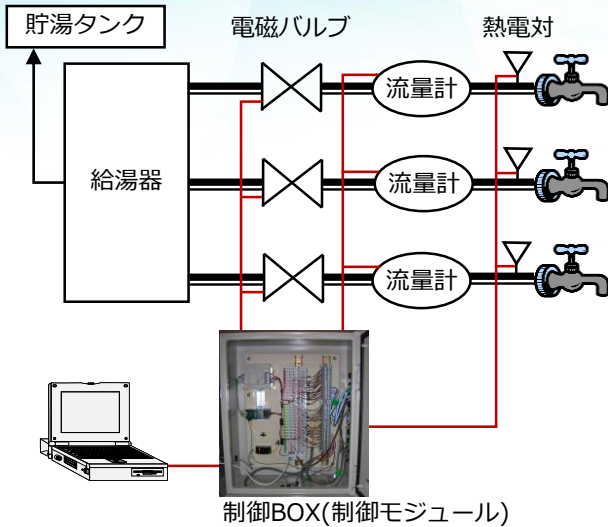 貯湯タンク
電磁バルブ
熱電対
給湯器
流量計
流量計
流量計
制御BOX(制御モジュール)